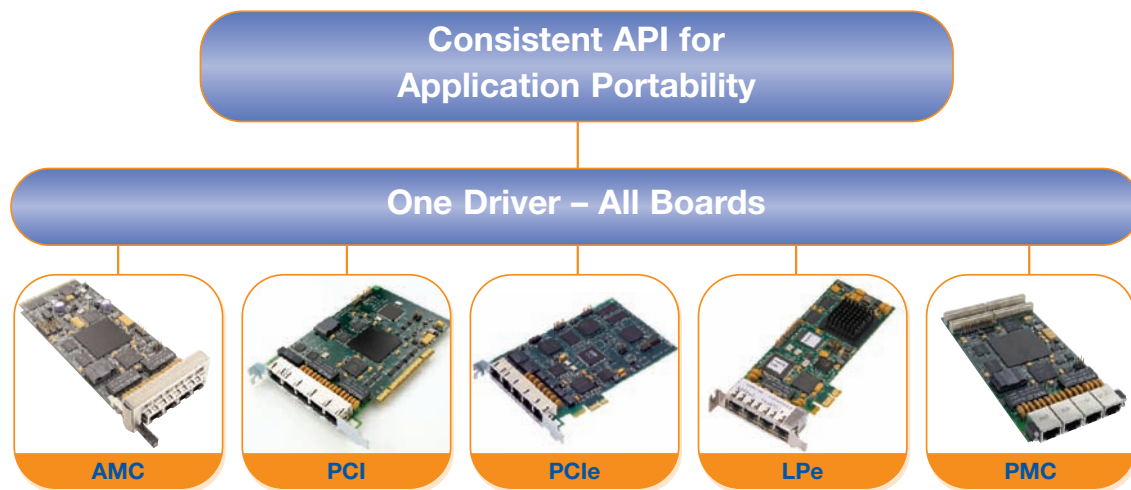 Consistent API for
Application Portability
One Driver – All Boards
AMC
PCI
PCIe
LPe
PMC